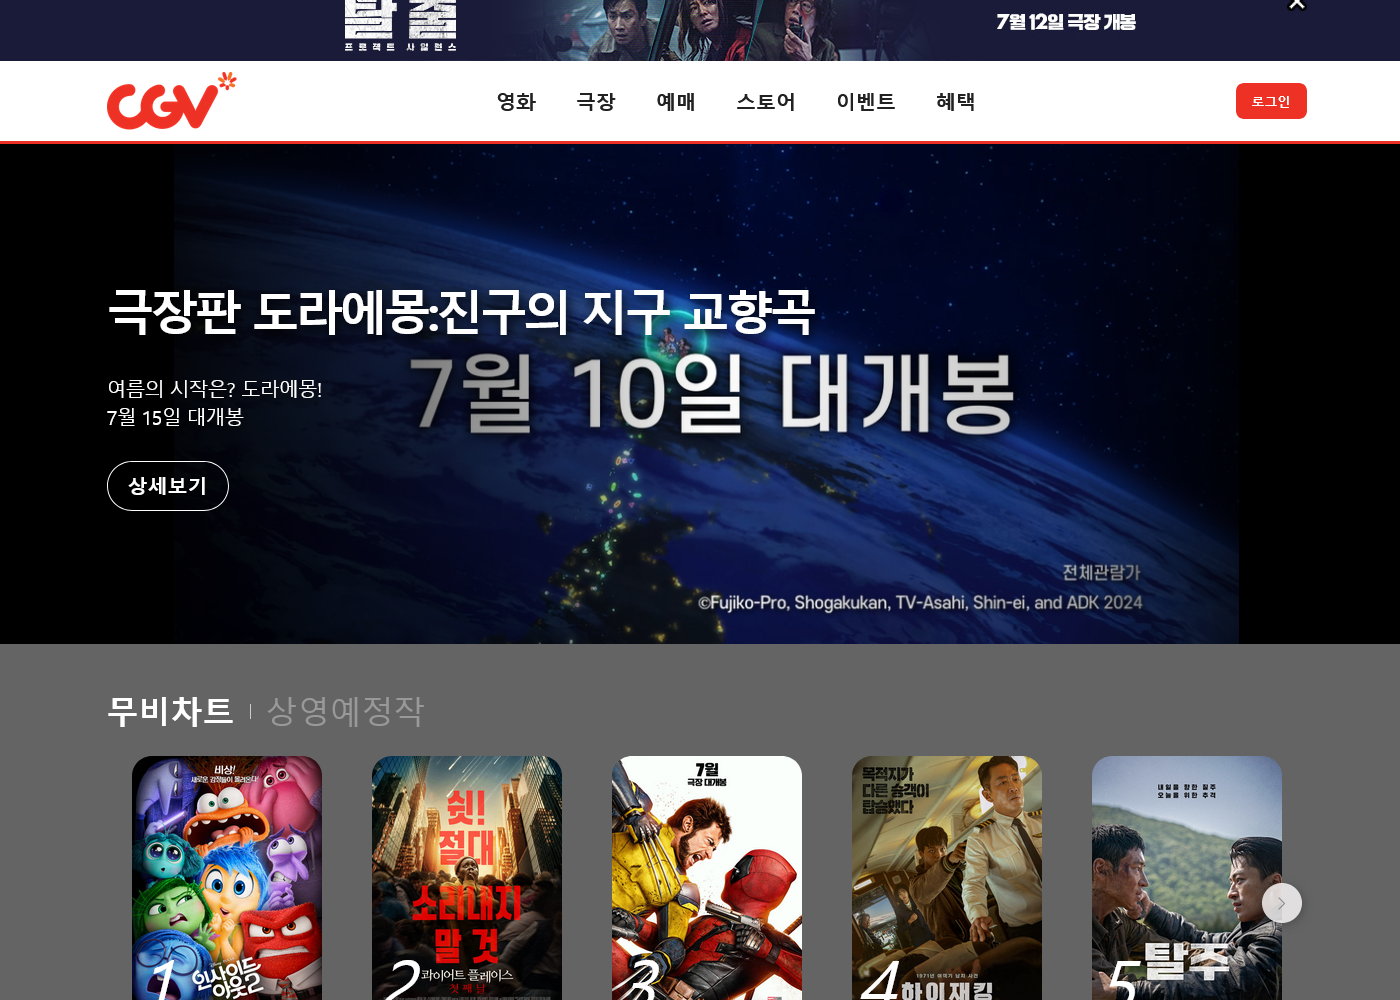 탈출
프로젝트 사일런스
7월 12일 극장 개봉
CGV
영화 극장 예매 스토어 이벤트 혜택
로그인
극장판 도라에몽:진구의 지구 교향곡
7월 10일 대개봉
여름의 시작은? 도라에몽!
7월 15일 대개봉
상세보기
전체관람가
©Fujiko-Pro, Shogakukan, TV-Asahi, Shin-ei, and ADK 2024
무비차트 상영예정작
비상!
새로운 감정들이 몰려온다!
인사이드
아웃
1
쉿!
절대
소리내지
말 것
콰이어트 플레이스
첫째 날
2
7월
극장 대개봉
3
목적지가
다른 승객이
탑승했다
1971년 여객기 납치 사건
하이재킹
4
내일을 향한 질주
오늘을 위한 추격
탈주
5